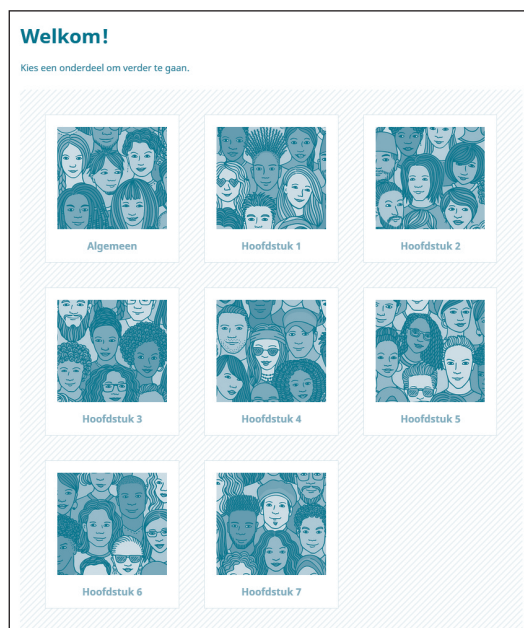 Welkom!
Kies een onderdeel om verder te gaan.
Algemeen
Hoofdstuk 1
Hoofdstuk 2
Hoofdstuk 3
Hoofdstuk 4
Hoofdstuk 5
Hoofdstuk 6
Hoofdstuk 7